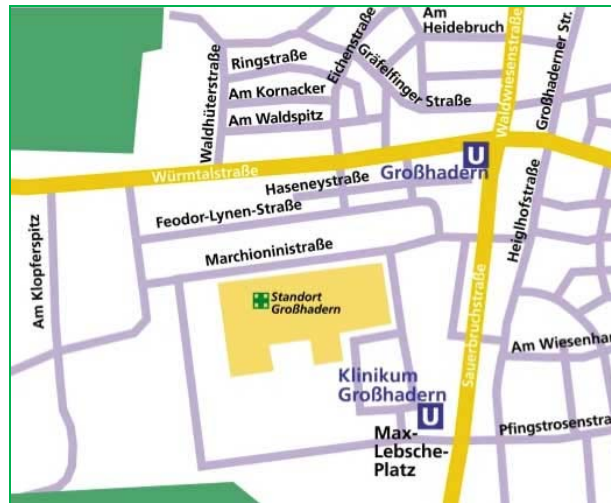 Am
Heidebruch
Ringstraße
Am Kornacker
Am Waldspitz
Waldhüterstraße
Eichenstraße
Gräfelfinger Straße
Waldwiesenstraße
Großhaderner Str.
Würmtalstraße
U
Großhadern
Haseneystraße
Feodor-Lynen-Straße
Heiglhofstraße
Marchioninistraße
Am Klopferspitz
Standort
Großhadern
Sauerbruchstraße
Am Wiesenha
Klinikum
Großhadern
U
Max-
Lebsche-
Platz
Pfingstrosenstra